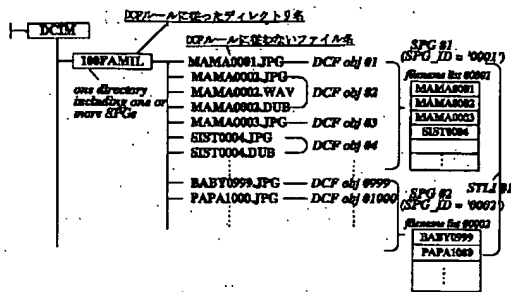 DCFルールに従ったディレクトリ名
DCIM
DCFルールに従わないファイル名
100FAMIL
one directory
including one or
more SPGs
MAMA0001.JPG
DCF obj #1
MAMA0002.JPG
MAMA0002.WAV
DCF obj #2
MAMA0002.DUB
MAMA0003.JPG
DCF obj #3
SIST0004.JPG
DCF obj #4
SIST0004.DUB
BABY0999.JPG
DCF obj #999
PAPA1000.JPG
DCF obj #1000
SPG #1
(SPG_ID = '0001')
filename list #0001
MAMA0001
MAMA0002
MAMA0003
SIST0004
STLI #1
SPG #2
(SPG_ID = '0002')
filename list #0002
BABY0999
PAPA1000